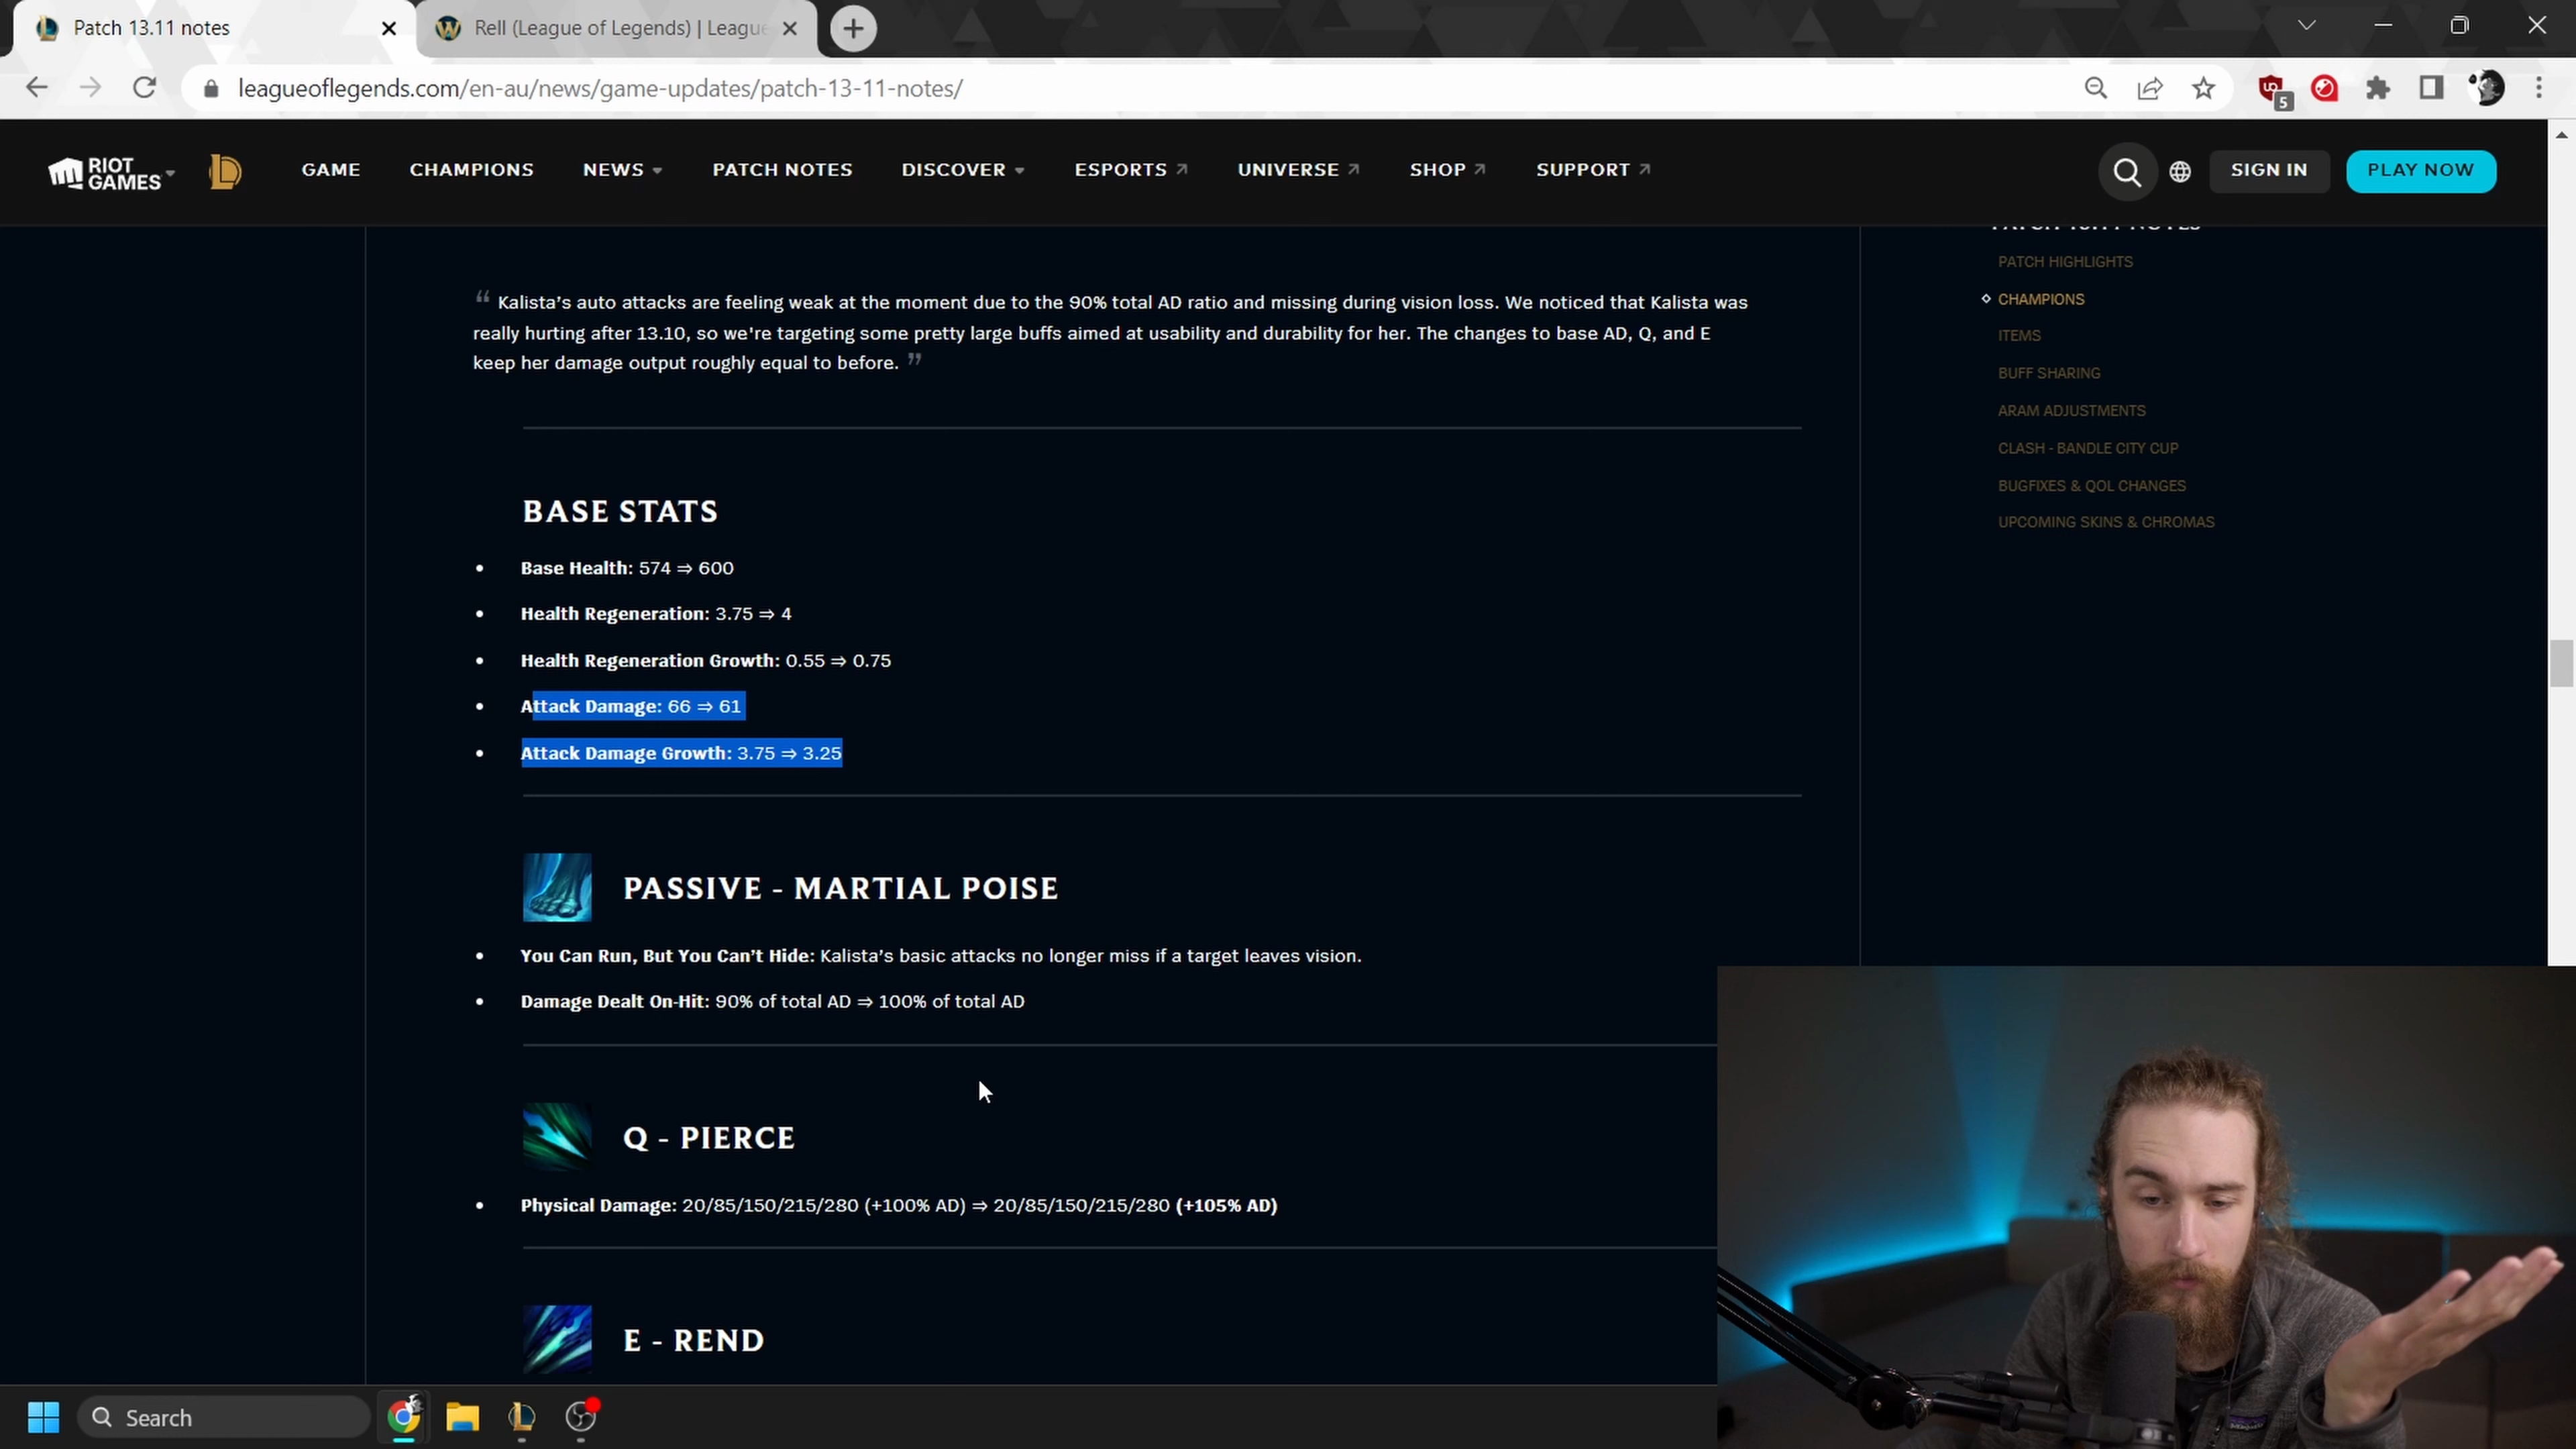 Patch 13.11 notes
Rell (League of Legends) | League
leagueoflegends.com/en-au/news/game-updates/patch-13-11-notes/
5
RIOT GAMES
GAME CHAMPIONS NEWS PATCH NOTES DISCOVER ESPORTS UNIVERSE SHOP SUPPORT
SIGN IN PLAY NOW
PATCH 13.11 NOTES
PATCH HIGHLIGHTS
CHAMPIONS
ITEMS
BUFF SHARING
ARAM ADJUSTMENTS
CLASH - BANDLE CITY CUP
BUGFIXES & QOL CHANGES
UPCOMING SKINS & CHROMAS
“ Kalista’s auto attacks are feeling weak at the moment due to the 90% total AD ratio and missing during vision loss. We noticed that Kalista was
really hurting after 13.10, so we're targeting some pretty large buffs aimed at usability and durability for her. The changes to base AD, Q, and E
keep her damage output roughly equal to before. ”
BASE STATS
• Base Health: 574 ⇒ 600
• Health Regeneration: 3.75 ⇒ 4
• Health Regeneration Growth: 0.55 ⇒ 0.75
• Attack Damage: 66 ⇒ 61
• Attack Damage Growth: 3.75 ⇒ 3.25
PASSIVE - MARTIAL POISE
• You Can Run, But You Can’t Hide: Kalista’s basic attacks no longer miss if a target leaves vision.
• Damage Dealt On-Hit: 90% of total AD ⇒ 100% of total AD
Q - PIERCE
• Physical Damage: 20/85/150/215/280 (+100% AD) ⇒ 20/85/150/215/280 (+105% AD)
E - REND
Search